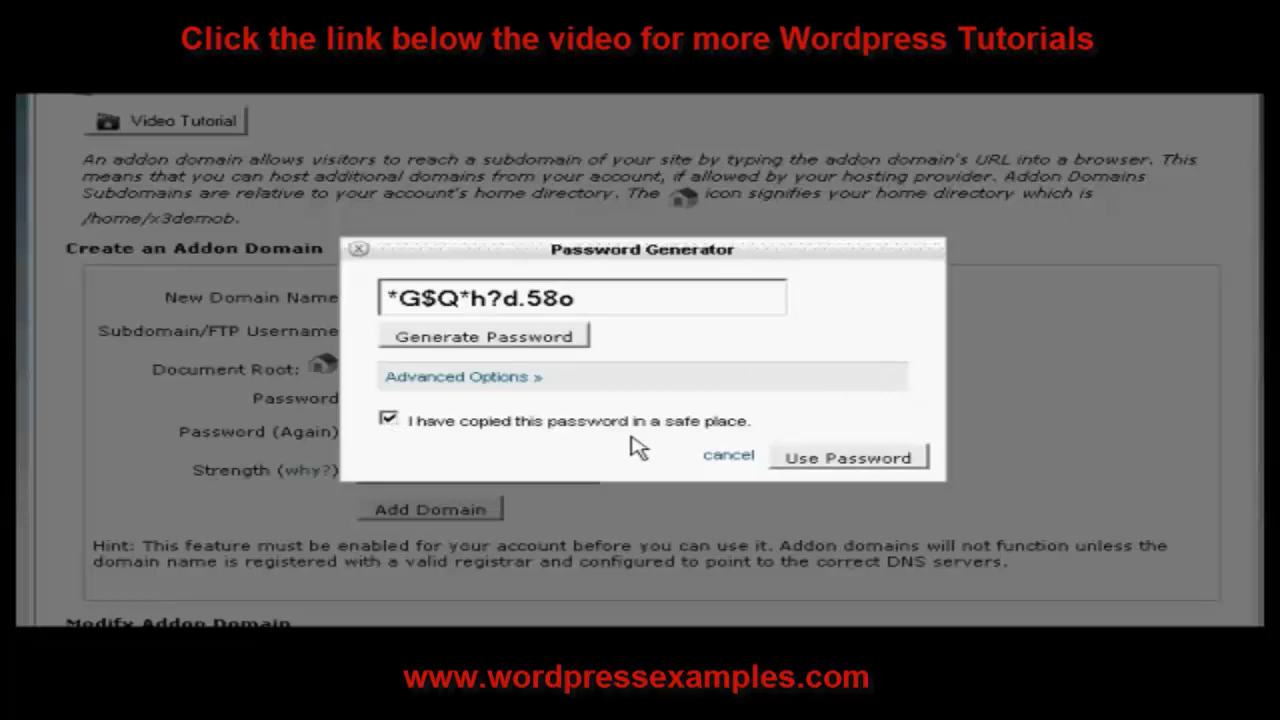 Click the link below the video for more Wordpress Tutorials
Video Tutorial
An addon domain allows visitors to reach a subdomain of your site by typing the addon domain's URL into a browser. This
means that you can host additional domains from your account, if allowed by your hosting provider. Addon Domains
Subdomains are relative to your account's home directory. The icon signifies your home directory which is
/home/x3demob.
Create an Addon Domain
Password Generator
New Domain Name
*G$Q*h?d.58o
Subdomain/FTP Username
Generate Password
Document Root:
Advanced Options »
Password
I have copied this password in a safe place.
Password (Again)
cancel
Use Password
Strength (why?)
Add Domain
Hint: This feature must be enabled for your account before you can use it. Addon domains will not function unless the
domain name is registered with a valid registrar and configured to point to the correct DNS servers.
Modify Addon Domain
www.wordpressexamples.com